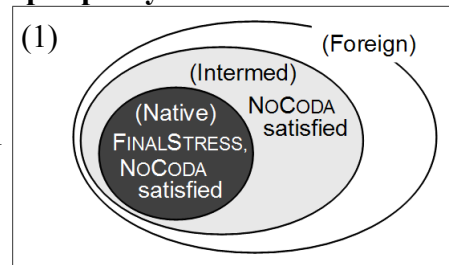 (1)
(Foreign)
(Intermed)
NOCODA
satisfied
(Native)
FINALSTRESS,
NOCODA
satisfied